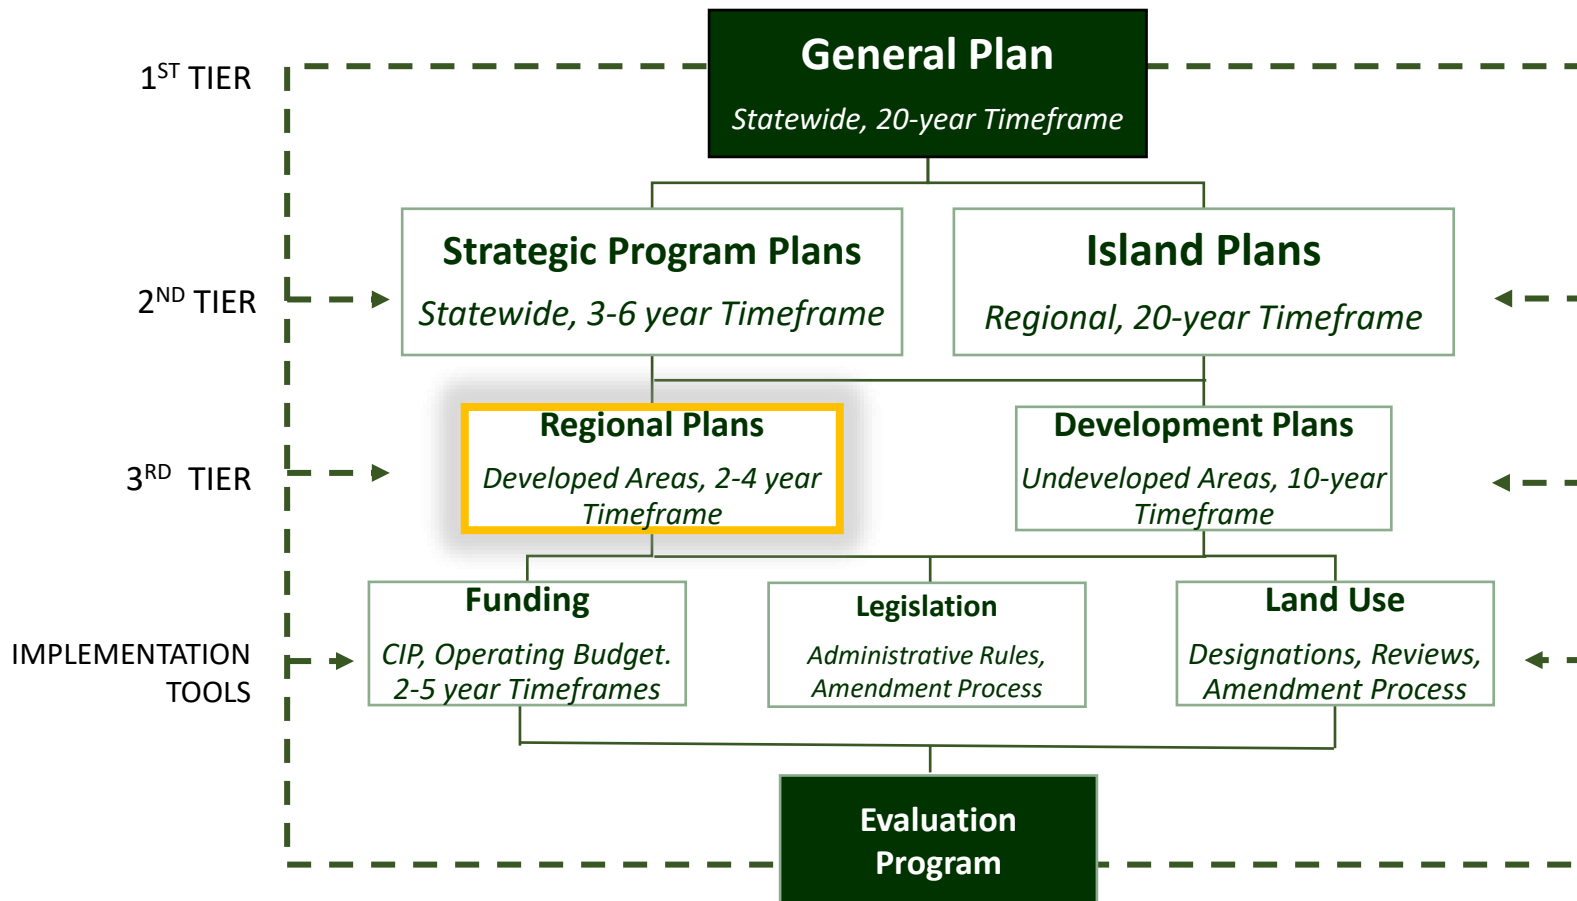 General Plan
1ST TIER
Statewide, 20-year Timeframe
Strategic Program Plans
Island Plans
2ND TIER
Statewide, 3-6 year Timeframe
Regional, 20-year Timeframe
Regional Plans
Development Plans
3RD TIER
Developed Areas, 2-4 year
Timeframe
Undeveloped Areas, 10-year
Timeframe
Funding
Legislation
Land Use
IMPLEMENTATION
TOOLS
CIP, Operating Budget.
2-5 year Timeframes
Administrative Rules,
Amendment Process
Designations, Reviews,
Amendment Process
Evaluation
Program